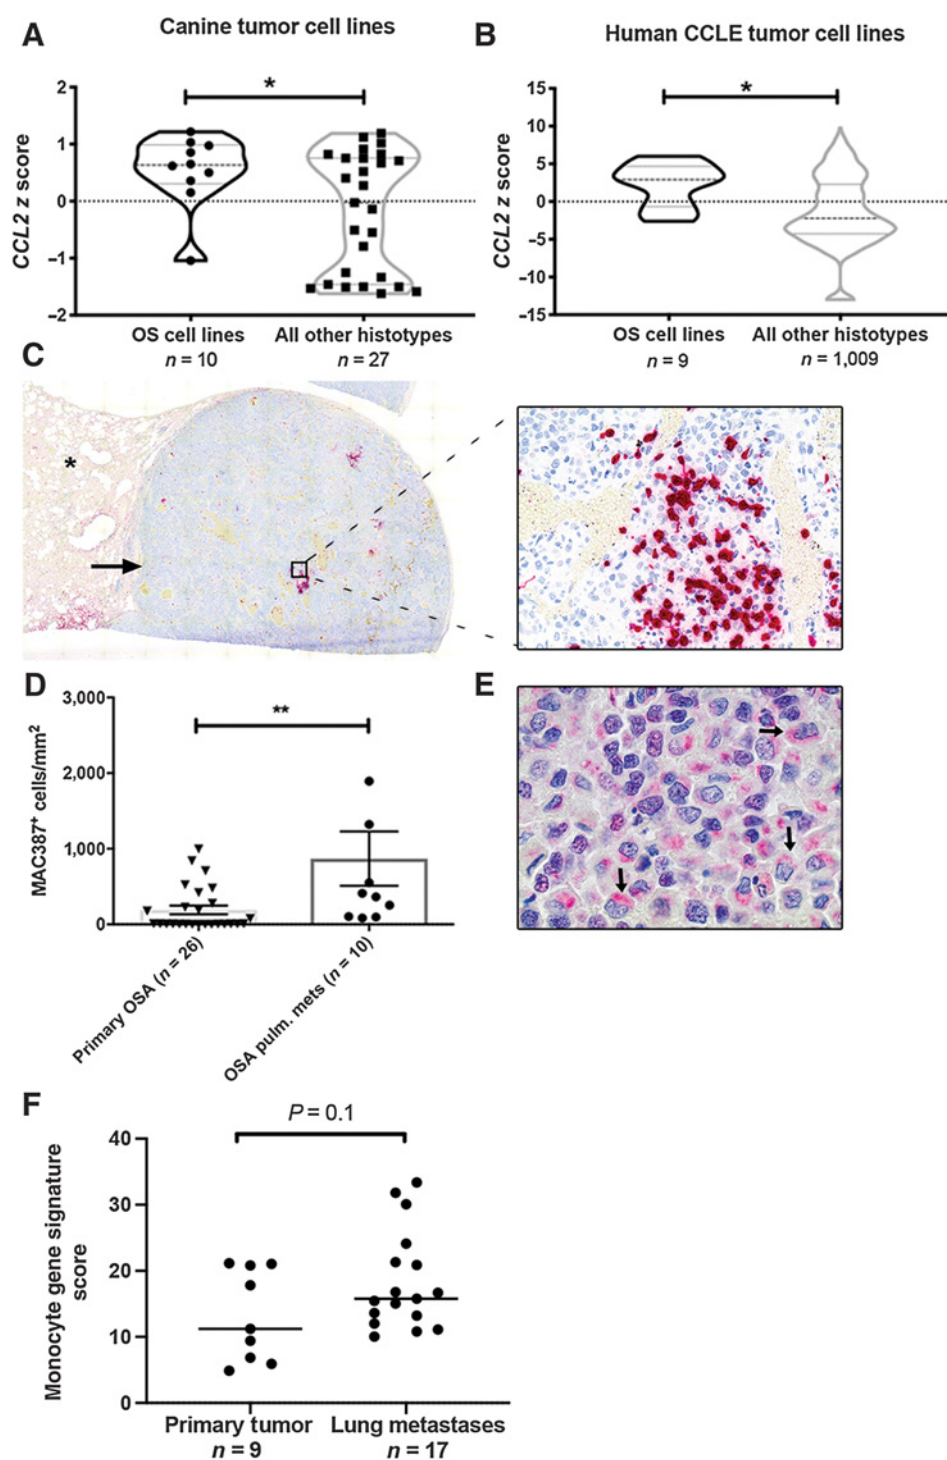 A
Canine tumor cell lines
CCL2 z score
2
1
0
–1
–2
*
OS cell lines
n = 10
All other histotypes
n = 27
B
Human CCLE tumor cell lines
CCL2 z score
15
10
5
0
–5
–10
–15
*
OS cell lines
n = 9
All other histotypes
n = 1,009
C
*
D
MAC387⁺ cells/mm²
3,000
2,000
1,000
0
**
Primary OSA (n = 26)
OSA pulm. mets (n = 10)
E
F
Monocyte gene signature
score
40
30
20
10
0
P = 0.1
Primary tumor
n = 9
Lung metastases
n = 17